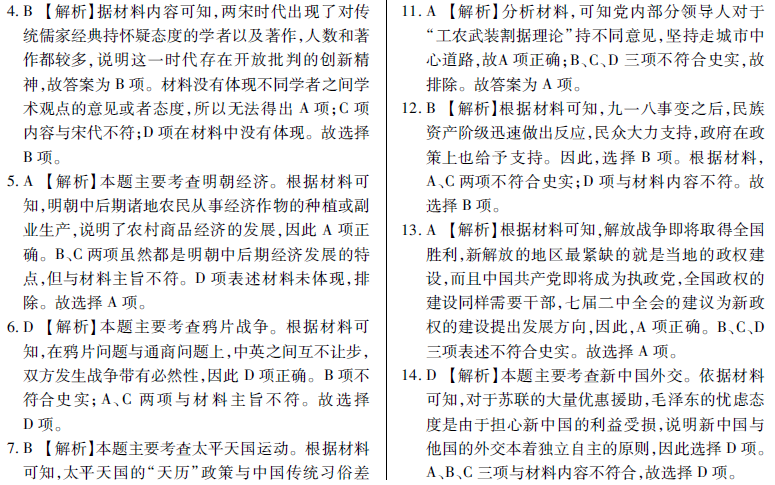 4. B 【解析】据材料内容可知,两宋时代出现了对传
统儒家经典持怀疑态度的学者以及著作,人数和著
作都较多,说明这一时代存在开放批判的创新精
神,故答案为 B 项。材料没有体现不同学者之间学
术观点的意见或者态度,所以无法得出 A 项;C 项
内容与宋代不符;D 项在材料中没有体现。故选择
B 项。
5. A 【解析】本题主要考查明朝经济。根据材料可
知,明朝中后期诸地农民从事经济作物的种植或副
业生产,说明了农村商品经济的发展,因此 A 项正
确。B、C 两项虽然都是明朝中后期经济发展的特
点,但与材料主旨不符。D 项表述材料未体现,排
除。故选择 A 项。
6. D 【解析】本题主要考查鸦片战争。根据材料可
知,在鸦片问题与通商问题上,中英之间互不让步,
双方发生战争带有必然性,因此 D 项正确。B 项不
符合史实;A、C 两项与材料主旨不符。故选择
D 项。
7. B 【解析】本题主要考查太平天国运动。根据材料
可知,太平天国的“天历”政策与中国传统习俗差
11. A 【解析】分析材料,可知党内部分领导人对于
“工农武装割据理论”持不同意见,坚持走城市中
心道路,故A 项正确;B、C、D 三项不符合史实,故
排除。故答案为 A 项。
12. B 【解析】根据材料可知,九一八事变之后,民族
资产阶级迅速做出反应,民众大力支持,政府在政
策上也给予支持。因此,选择 B 项。根据材料,
A、C 两项不符合史实;D 项与材料内容不符。故
选择 B 项。
13. A 【解析】根据材料可知,解放战争即将取得全国
胜利,新解放的地区最紧缺的就是当地的政权建
设,而且中国共产党即将成为执政党,全国政权的
建设同样需要干部,七届二中全会的建议为新政
权的建设提出发展方向,因此,A 项正确。B、C、D
三项表述不符合史实。故选择 A 项。
14. D 【解析】本题主要考查新中国外交。依据材料
可知,对于苏联的大量优惠援助,毛泽东的忧虑态
度是由于担心新中国的利益受损,说明新中国与
他国的外交本着独立自主的原则,因此选择 D 项。
A、B、C 三项与材料内容不符合,故选择 D 项。